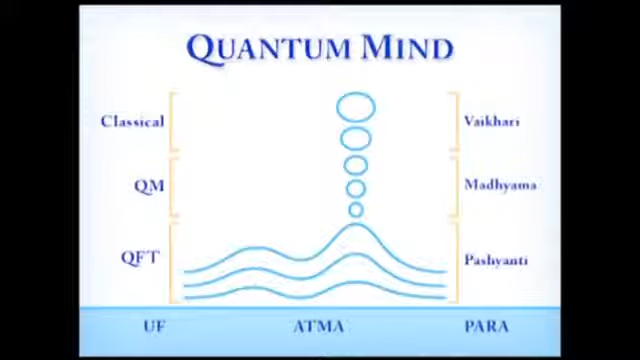 QUANTUM MIND
Classical
Vaikhari
QM
Madhyama
QFT
Pashyanti
UF
ATMA
PARA